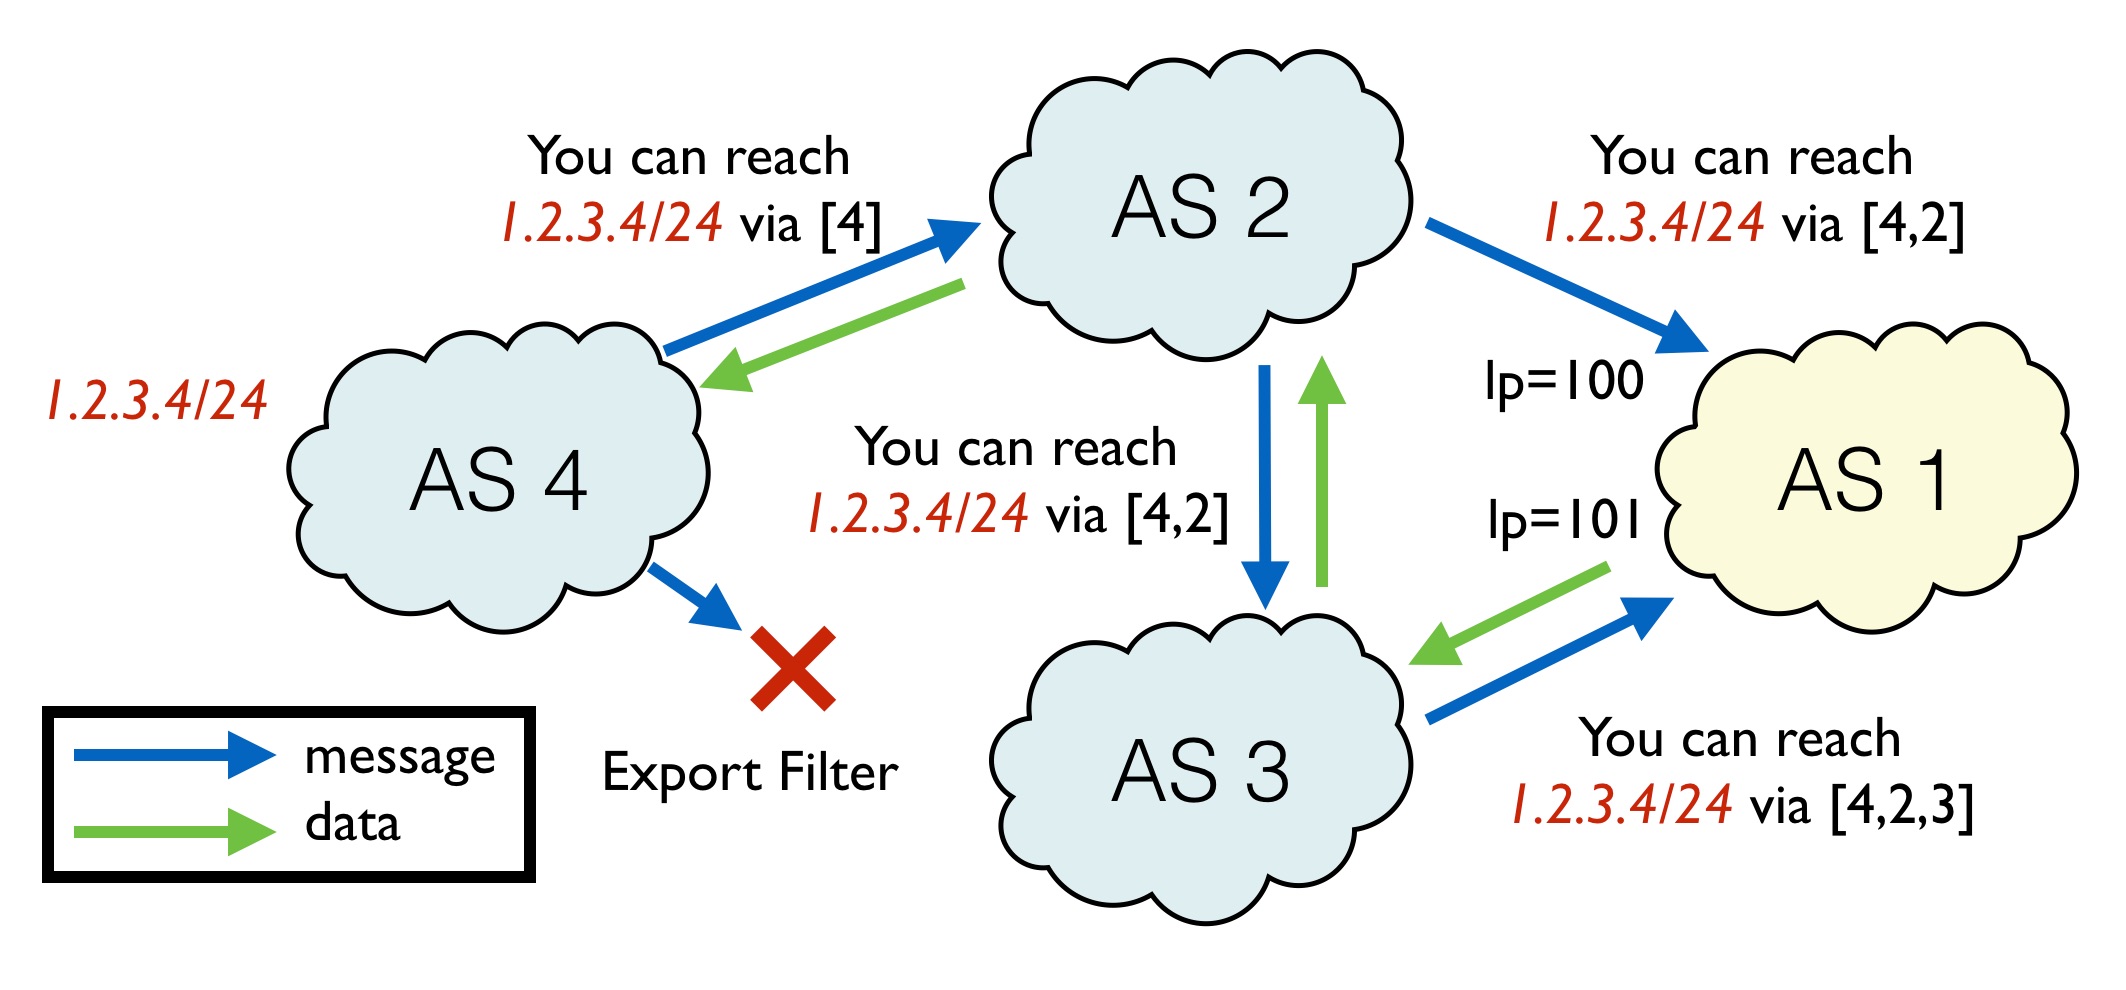 You can reach
1.2.3.4/24 via [4]
AS 2
You can reach
1.2.3.4/24 via [4,2]
1.2.3.4/24
AS 4
You can reach
1.2.3.4/24 via [4,2]
lp=100
lp=101
AS 1
Export Filter
AS 3
You can reach
1.2.3.4/24 via [4,2,3]
message
data